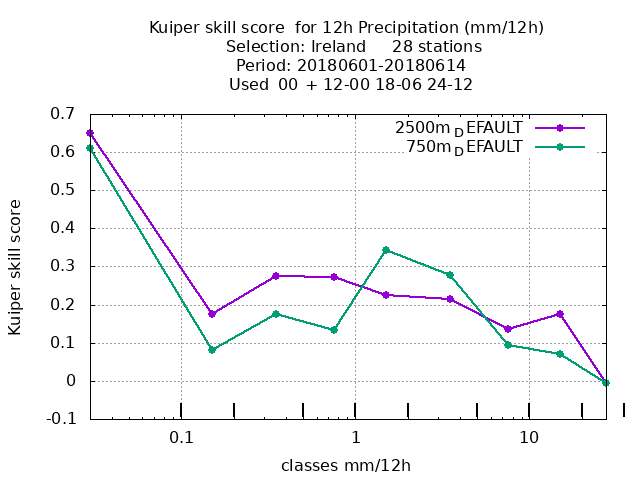 Kuiper skill score  for 12h Precipitation (mm/12h)
Selection: Ireland     28 stations
Period: 20180601-20180614
Used  00  + 12-00 18-06 24-12
2500m_DEFAULT
750m_DEFAULT
0.7
0.6
0.5
0.4
0.3
0.2
0.1
0
-0.1
Kuiper skill score
0.1 1 10
classes mm/12h